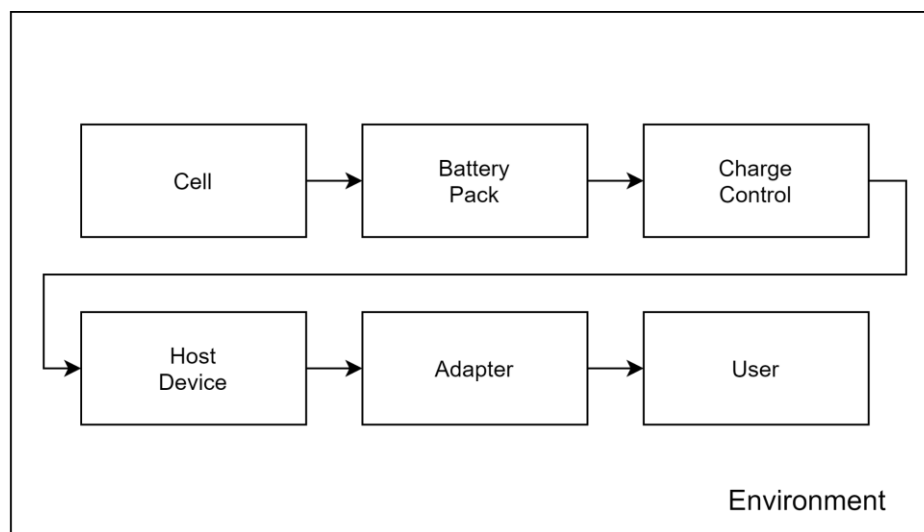 Cell
Battery
Pack
Charge
Control
Host
Device
Adapter
User
Environment